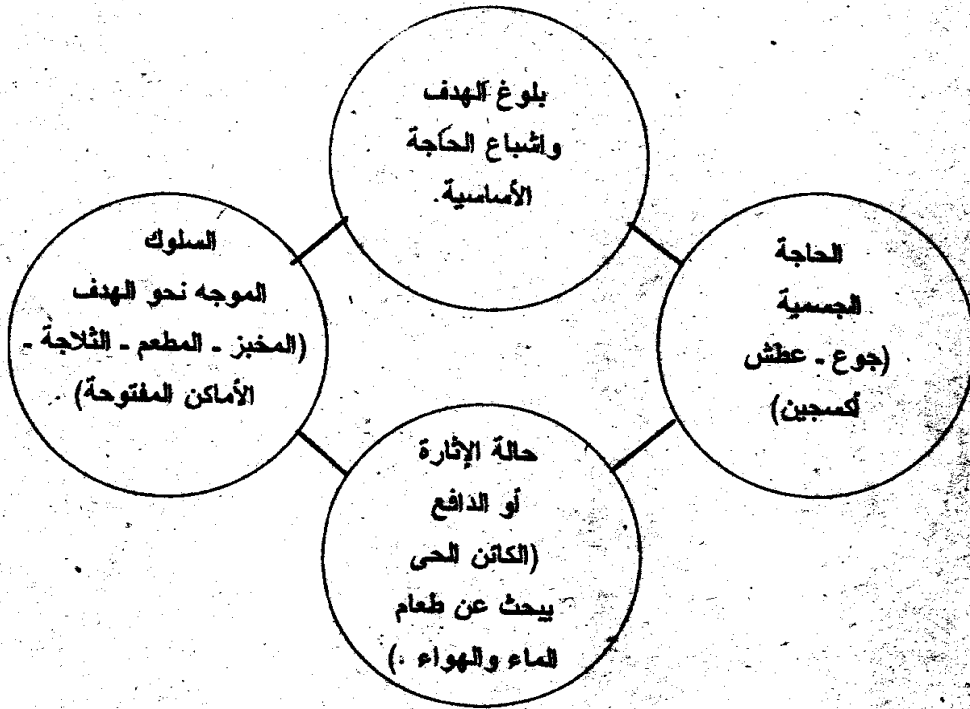 بلوغ الهدف
واشباع الحاجة
الأساسية.
الحاجة
الجسمية
(جوع - عطش
أكسجين)
السلوك
الموجه نحو الهدف
(المخبز - المطعم - الثلاجة -
الأماكن المفتوحة)
حالة الإثارة
أو الدافع
(الكائن الحى
يبحث عن طعام
الماء والهواء .)